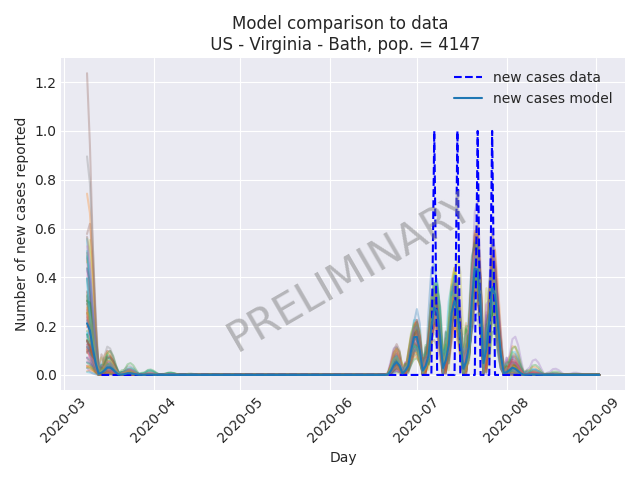 Model comparison to data
US - Virginia - Bath, pop. = 4147
new cases data
new cases model
PRELIMINARY
Number of new cases reported
1.2
1.0
0.8
0.6
0.4
0.2
0.0
2020-03
2020-04
2020-05
2020-06
2020-07
2020-08
2020-09
Day